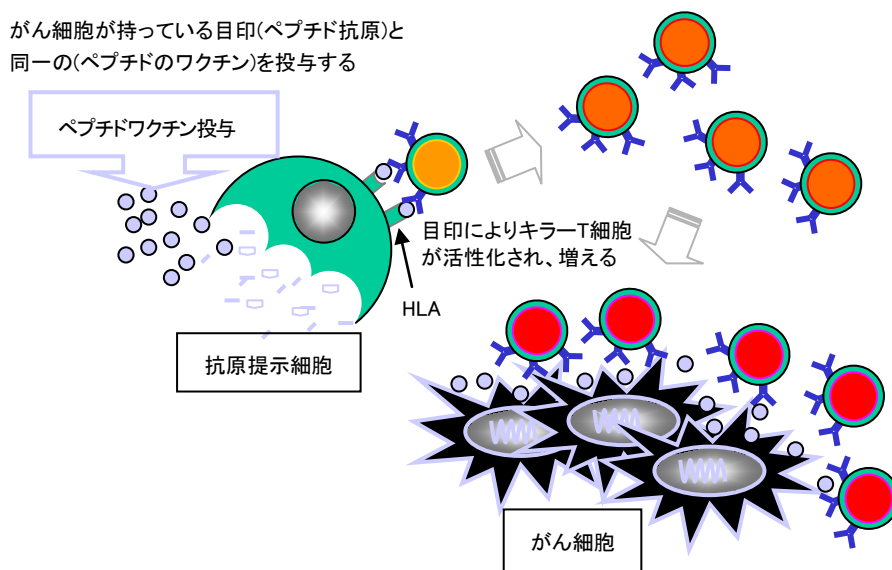 がん細胞が持っている目印(ペプチド抗原)と
同一の(ペプチドのワクチン)を投与する
ペプチドワクチン投与
目印によりキラーT細胞
が活性化され、増える
HLA
抗原提示細胞
がん細胞